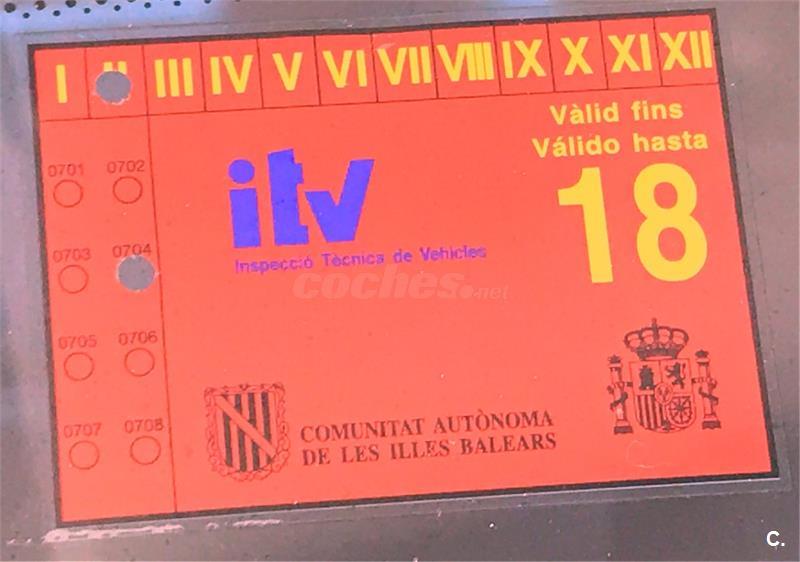 I II III IV V VI VII VIII IX X XI XII
Vàlid fins
Válido hasta
18
0701 0702
0703 0704
0705 0706
0707 0708
itv
Inspecció Tècnica de Vehicles
coches.net
COMUNITAT AUTÒNOMA
DE LES ILLES BALEARS
C.